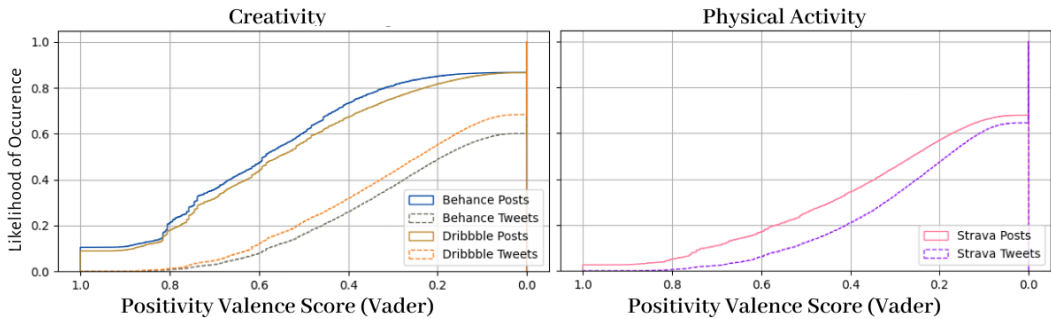 Creativity
Physical Activity
Likelihood of Occurence
1.0
0.8
0.6
0.4
0.2
0.0
1.0
0.8
0.6
0.4
0.2
0.0
Behance Posts
Behance Tweets
Dribbble Posts
Dribbble Tweets
Positivity Valence Score (Vader)
Strava Posts
Strava Tweets
1.0
0.8
0.6
0.4
0.2
0.0
Positivity Valence Score (Vader)